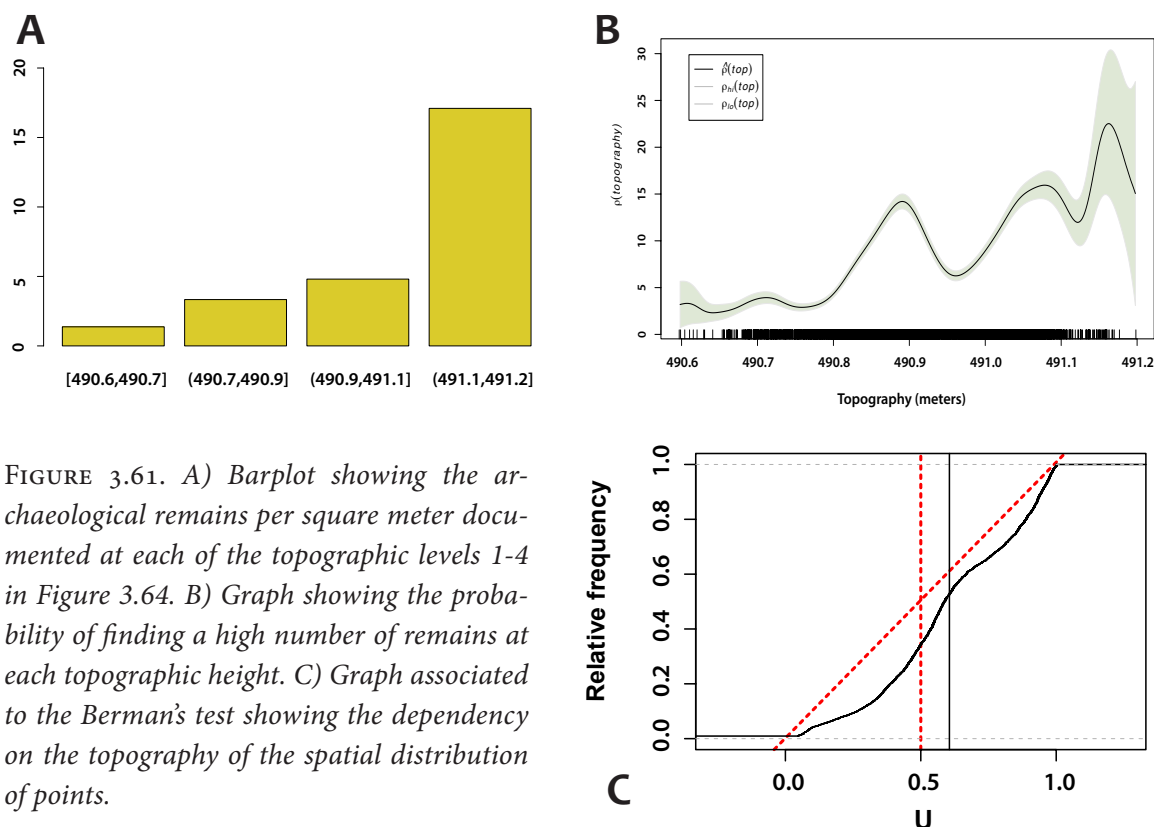 A
20
15
10
5
0
[490.6,490.7] (490.7,490.9] (490.9,491.1] (491.1,491.2]
B
ρ(topography)
30
25
20
15
10
5
0
ρ̂(top)
ρhi(top)
ρlo(top)
490.6 490.7 490.8 490.9 491.0 491.1 491.2
Topography (meters)
FIGURE 3.61. A) Barplot showing the ar-
chaeological remains per square meter docu-
mented at each of the topographic levels 1-4
in Figure 3.64. B) Graph showing the proba-
bility of finding a high number of remains at
each topographic height. C) Graph associated
to the Berman's test showing the dependency
on the topography of the spatial distribution
of points.
Relative frequency
1.0
0.8
0.6
0.4
0.2
0.0
0.0 0.5 1.0
U
C